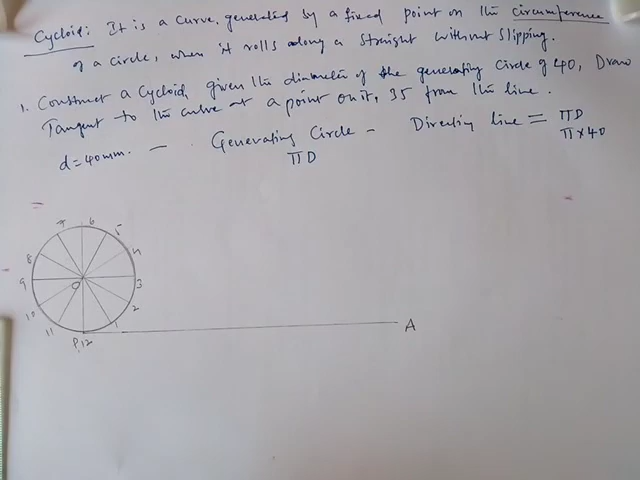 Cycloid: It is a curve generated by a fixed point on the circumference
of a circle, when it rolls along a straight without slipping.
1. Construct a cycloid, given the diameter of the generating circle of 40, Draw
Tangent to the curve at a point on it, 35 from the line.
d=40mm. — Generating Circle — Directing line = πD
πD
π×40
7 6 5
8 4
9 O 3
10 2
11 1
P,12 A